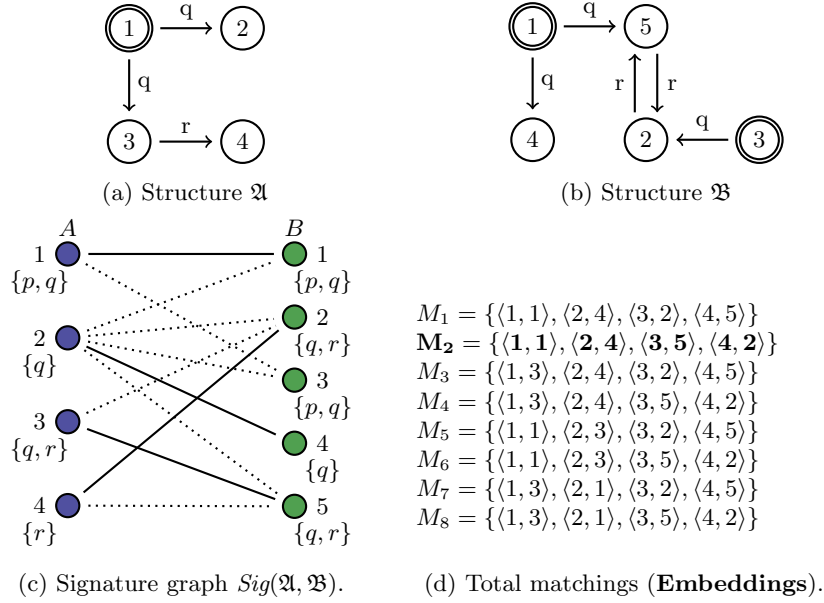 1 q 2
q
3 r 4
(a) Structure 𝔄
1 q 5
q r r
4 2 q 3
(b) Structure 𝔅
A B
1 1
{p, q} {p, q}
2 2
{q} {q, r}
3 3
{q, r} {p, q}
4 4
{r} {q}
5
{q, r}
(c) Signature graph Sig(𝔄, 𝔅).
M₁ = {⟨1, 1⟩, ⟨2, 4⟩, ⟨3, 2⟩, ⟨4, 5⟩}
M₂ = {⟨1, 1⟩, ⟨2, 4⟩, ⟨3, 5⟩, ⟨4, 2⟩}
M₃ = {⟨1, 3⟩, ⟨2, 4⟩, ⟨3, 2⟩, ⟨4, 5⟩}
M₄ = {⟨1, 3⟩, ⟨2, 4⟩, ⟨3, 5⟩, ⟨4, 2⟩}
M₅ = {⟨1, 1⟩, ⟨2, 3⟩, ⟨3, 2⟩, ⟨4, 5⟩}
M₆ = {⟨1, 1⟩, ⟨2, 3⟩, ⟨3, 5⟩, ⟨4, 2⟩}
M₇ = {⟨1, 3⟩, ⟨2, 1⟩, ⟨3, 2⟩, ⟨4, 5⟩}
M₈ = {⟨1, 3⟩, ⟨2, 1⟩, ⟨3, 5⟩, ⟨4, 2⟩}
(d) Total matchings (Embeddings).